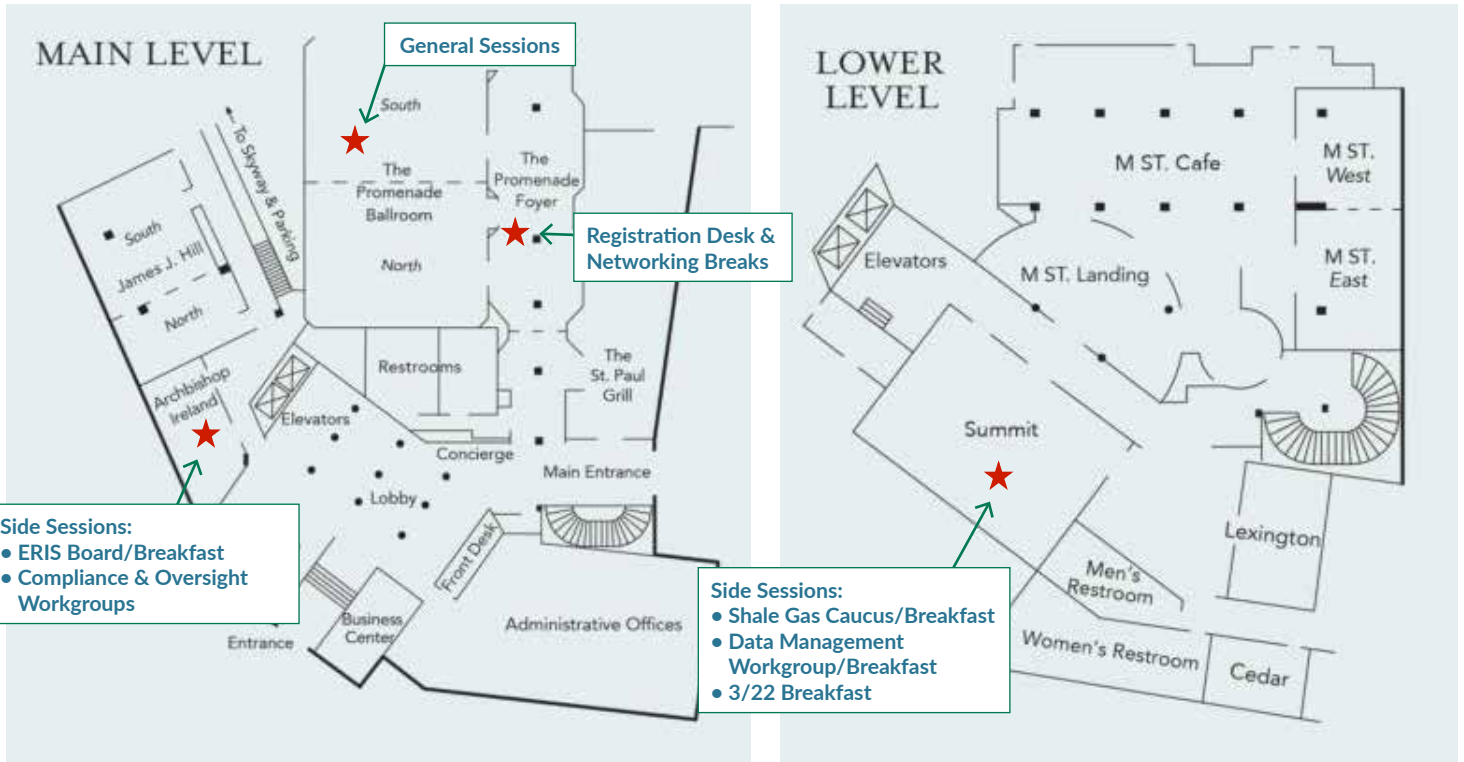 MAIN LEVEL
General Sessions
South
To Skyway & Parking
The
Promenade
Ballroom
The
Promenade
Foyer
Registration Desk &
Networking Breaks
North
South
James J. Hill
North
Restrooms
The
St. Paul
Grill
Archbishop
Ireland
Elevators
Concierge
Main Entrance
Lobby
Side Sessions:
● ERIS Board/Breakfast
● Compliance & Oversight
Workgroups
Front Desk
Business
Center
Entrance
Administrative Offices
LOWER
LEVEL
M ST. Cafe
M ST.
West
Elevators
M ST. Landing
M ST.
East
Summit
Lexington
Men's
Restroom
Side Sessions:
● Shale Gas Caucus/Breakfast
● Data Management
Workgroup/Breakfast
● 3/22 Breakfast
Women's Restroom
Cedar